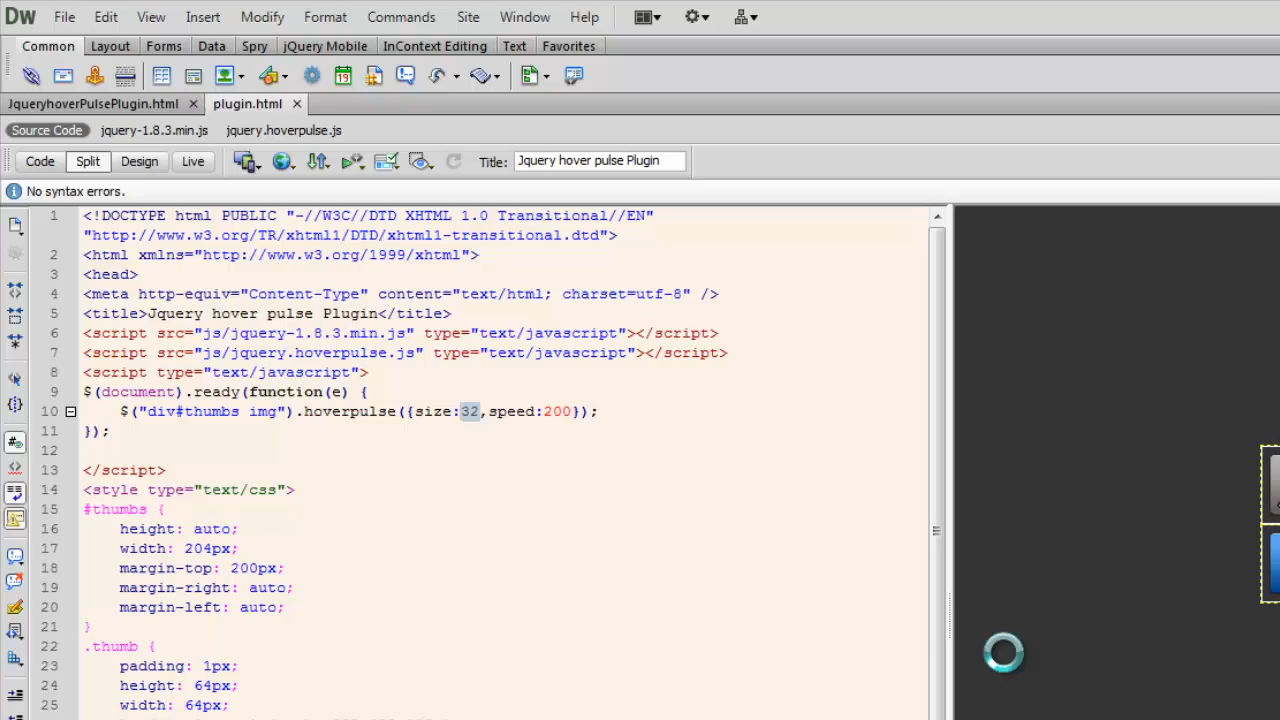 Dw File Edit View Insert Modify Format Commands Site Window Help
Common Layout Forms Data Spry jQuery Mobile InContext Editing Text Favorites
19
JqueryhoverPulsePlugin.html × plugin.html ×
Source Code jquery-1.8.3.min.js jquery.hoverpulse.js
Code Split Design Live Title: Jquery hover pulse Plugin
No syntax errors.
1 <!DOCTYPE html PUBLIC "-//W3C//DTD XHTML 1.0 Transitional//EN"
"http://www.w3.org/TR/xhtml1/DTD/xhtml1-transitional.dtd">
2 <html xmlns="http://www.w3.org/1999/xhtml">
3 <head>
4 <meta http-equiv="Content-Type" content="text/html; charset=utf-8" />
5 <title>Jquery hover pulse Plugin</title>
6 <script src="js/jquery-1.8.3.min.js" type="text/javascript"></script>
7 <script src="js/jquery.hoverpulse.js" type="text/javascript"></script>
8 <script type="text/javascript">
9 $(document).ready(function(e) {
10 $("div#thumbs img").hoverpulse({size:32,speed:200});
11 });
12
13 </script>
14 <style type="text/css">
15 #thumbs {
16 height: auto;
17 width: 204px;
18 margin-top: 200px;
19 margin-right: auto;
20 margin-left: auto;
21 }
22 .thumb {
23 padding: 1px;
24 height: 64px;
25 width: 64px;